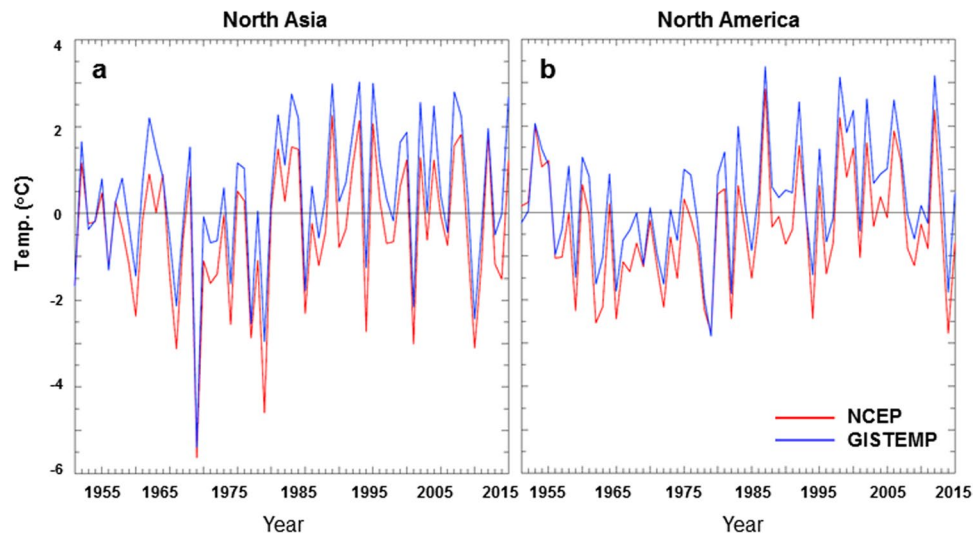 North Asia
North America
a
b
Temp. (°C)
4
2
0
-2
-4
-6
1955 1965 1975 1985 1995 2005 2015
1955 1965 1975 1985 1995 2005 2015
Year
Year
NCEP
GISTEMP